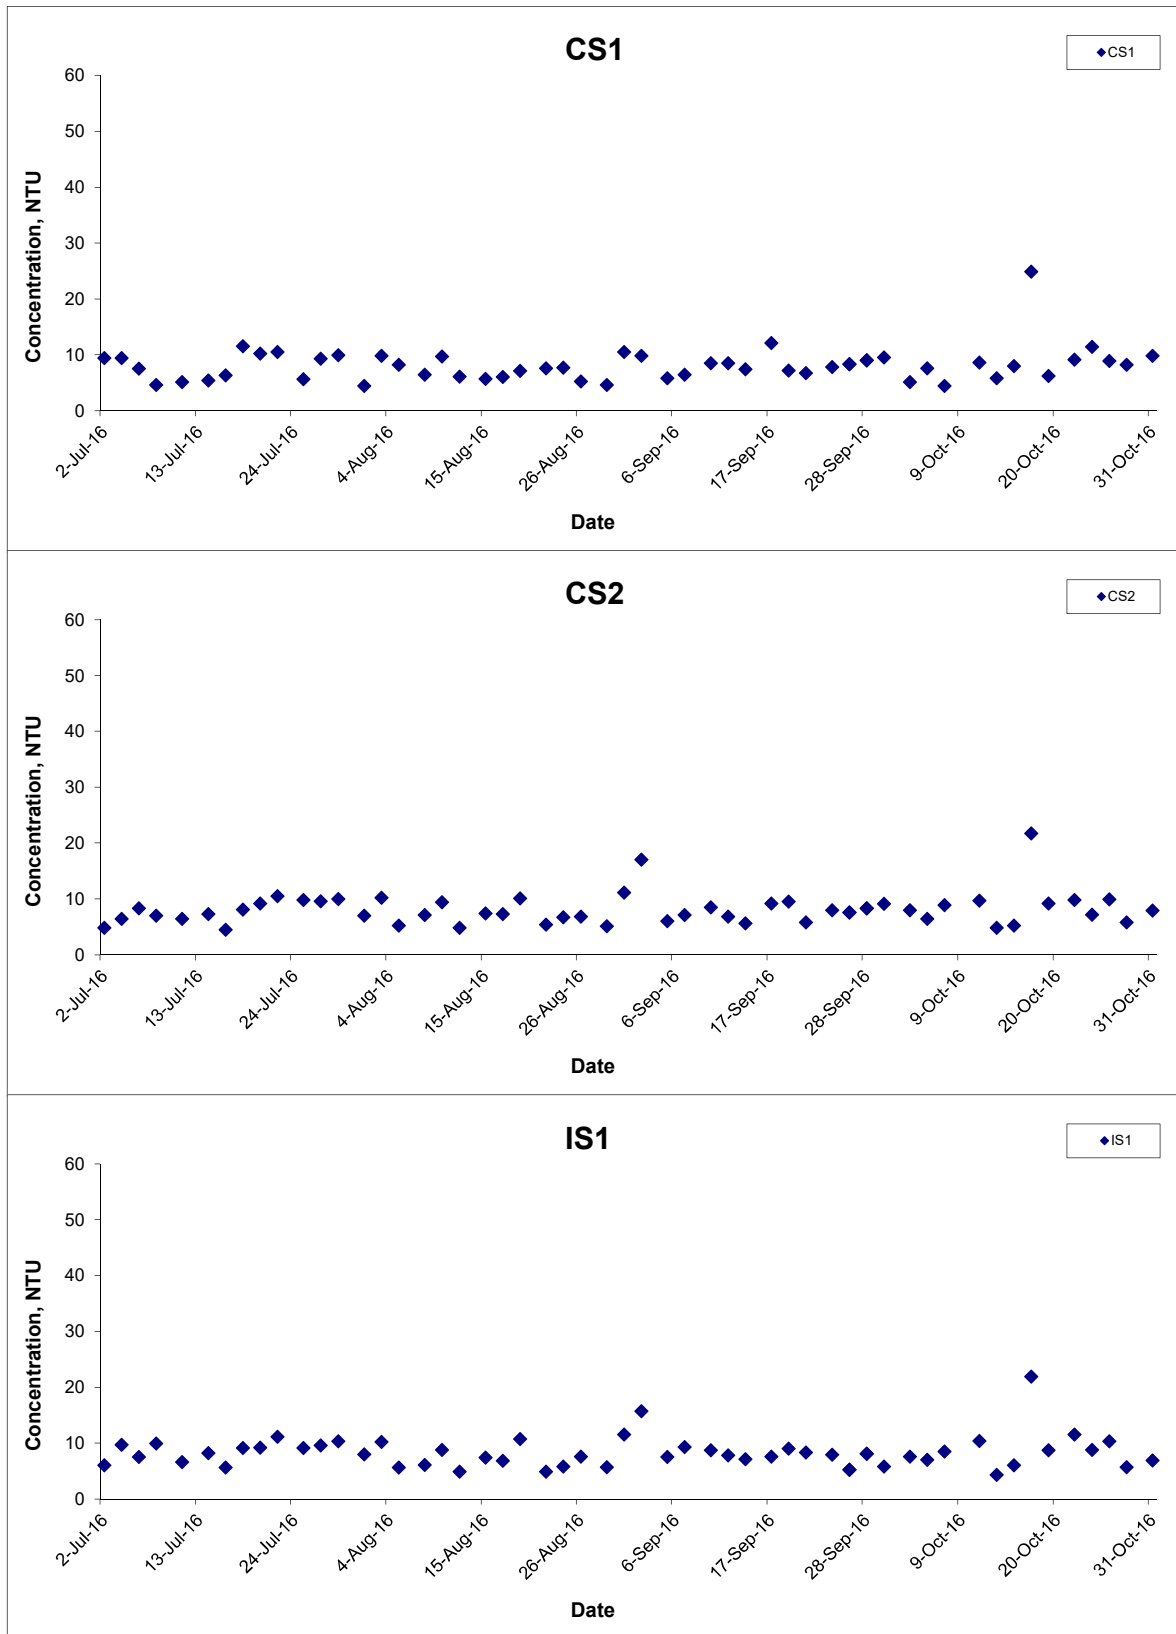 CS1
CS1
60
50
40
30
20
10
0
Concentration, NTU
2-Jul-16 13-Jul-16 24-Jul-16 4-Aug-16 15-Aug-16 26-Aug-16 6-Sep-16 17-Sep-16 28-Sep-16 9-Oct-16 20-Oct-16 31-Oct-16
Date
CS2
CS2
60
50
40
30
20
10
0
Concentration, NTU
2-Jul-16 13-Jul-16 24-Jul-16 4-Aug-16 15-Aug-16 26-Aug-16 6-Sep-16 17-Sep-16 28-Sep-16 9-Oct-16 20-Oct-16 31-Oct-16
Date
IS1
IS1
60
50
40
30
20
10
0
Concentration, NTU
2-Jul-16 13-Jul-16 24-Jul-16 4-Aug-16 15-Aug-16 26-Aug-16 6-Sep-16 17-Sep-16 28-Sep-16 9-Oct-16 20-Oct-16 31-Oct-16
Date